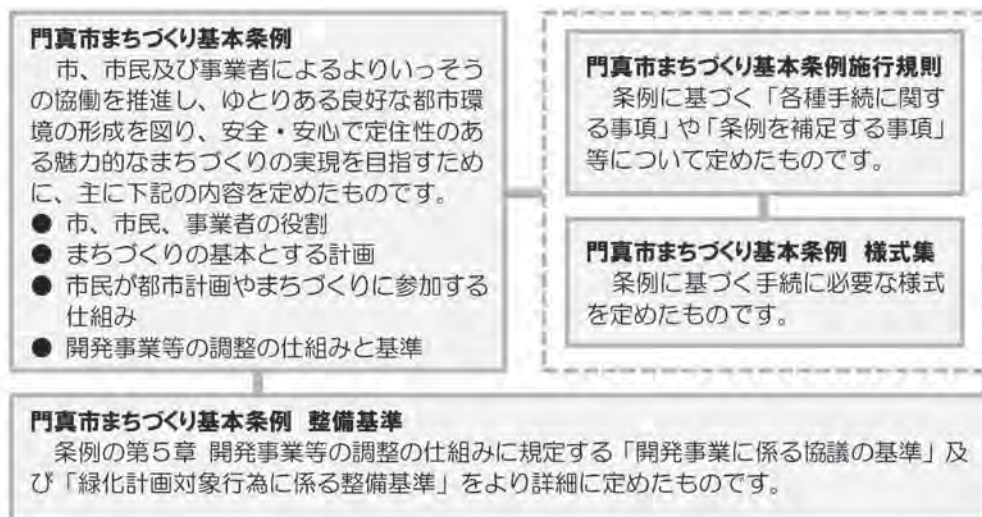 門真市まちづくり基本条例
市、市民及び事業者によるよりいっそう
の協働を推進し、ゆとりある良好な都市環
境の形成を図り、安全・安心で定住性のあ
る魅力的なまちづくりの実現を目指すため
に、主に下記の内容を定めたものです。
● 市、市民、事業者の役割
● まちづくりの基本とする計画
● 市民が都市計画やまちづくりに参加する
仕組み
● 開発事業等の調整の仕組みと基準
門真市まちづくり基本条例施行規則
条例に基づく「各種手続に関す
る事項」や「条例を補足する事項」
等について定めたものです。
門真市まちづくり基本条例 様式集
条例に基づく手続に必要な様式
を定めたものです。
門真市まちづくり基本条例 整備基準
条例の第5章 開発事業等の調整の仕組みに規定する「開発事業に係る協議の基準」及
び「緑化計画対象行為に係る整備基準」をより詳細に定めたものです。